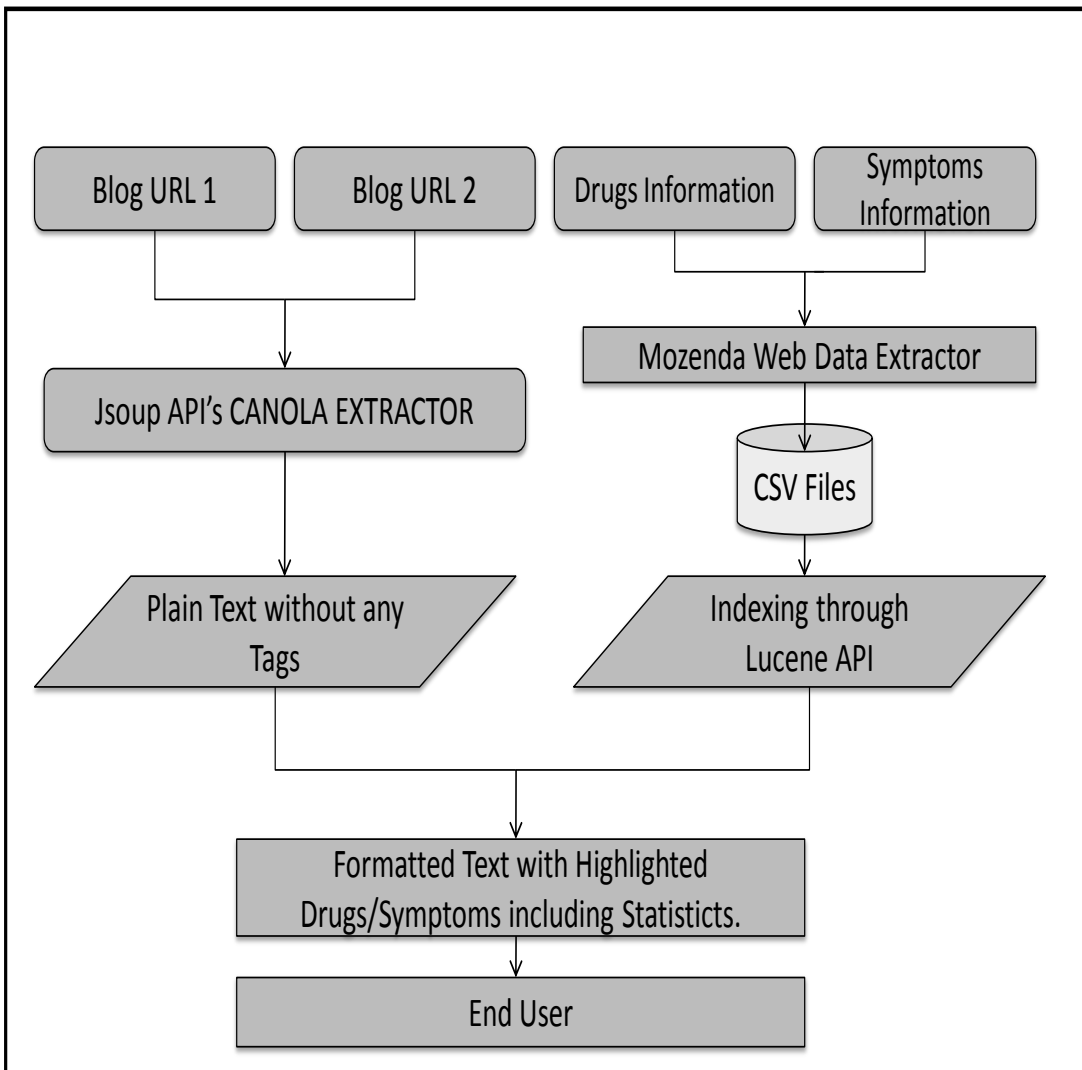 Blog URL 1
Blog URL 2
Drugs Information
Symptoms
Information
Jsoup API's CANOLA EXTRACTOR
Mozenda Web Data Extractor
CSV Files
Plain Text without any
Tags
Indexing through
Lucene API
Formatted Text with Highlighted
Drugs/Symptoms including Statisticts.
End User